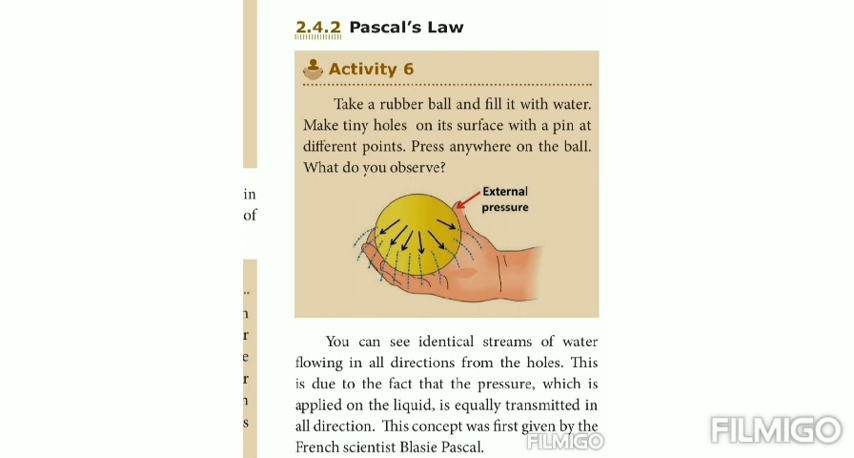 2.4.2 Pascal's Law
Activity 6
Take a rubber ball and fill it with water.
Make tiny holes on its surface with a pin at
different points. Press anywhere on the ball.
What do you observe?
External
pressure
in
of
..
n
r
e
r
n
s
You can see identical streams of water
flowing in all directions from the holes. This
is due to the fact that the pressure, which is
applied on the liquid, is equally transmitted in
all direction. This concept was first given by the
French scientist Blasie Pascal.
FILMIGO
FILMIGO